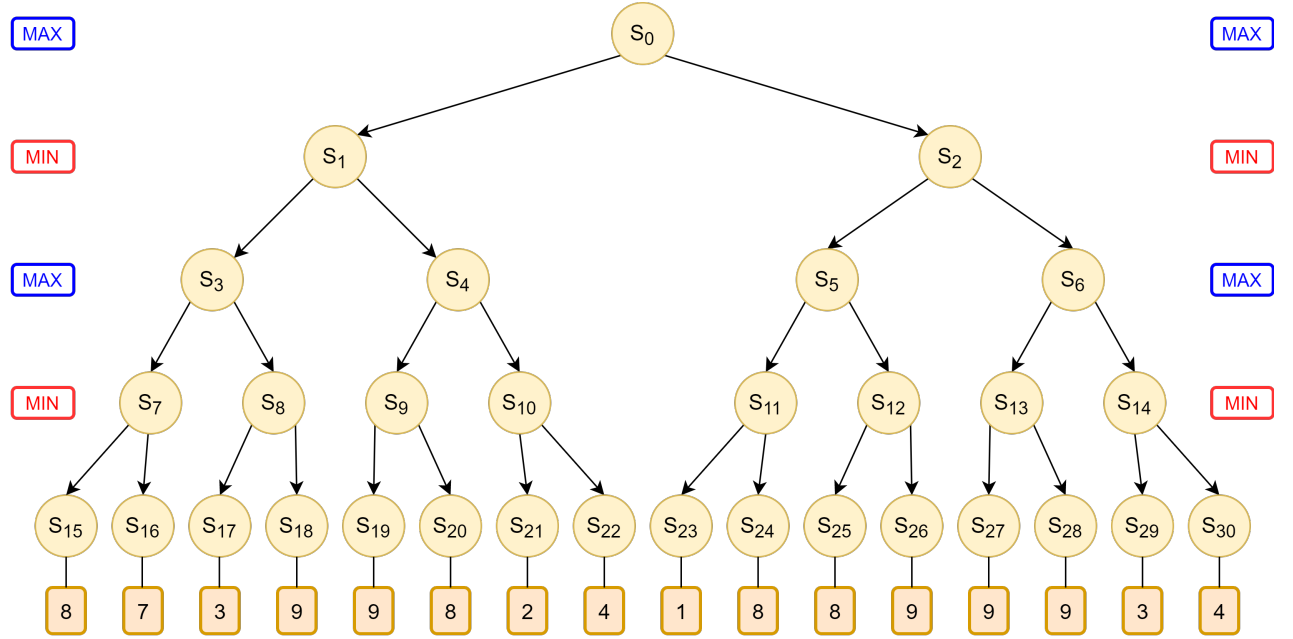 MAX S₀ MAX
MIN S₁ S₂ MIN
MAX S₃ S₄ S₅ S₆ MAX
MIN S₇ S₈ S₉ S₁₀ S₁₁ S₁₂ S₁₃ S₁₄ MIN
S₁₅ S₁₆ S₁₇ S₁₈ S₁₉ S₂₀ S₂₁ S₂₂ S₂₃ S₂₄ S₂₅ S₂₆ S₂₇ S₂₈ S₂₉ S₃₀
8 7 3 9 9 8 2 4 1 8 8 9 9 9 3 4